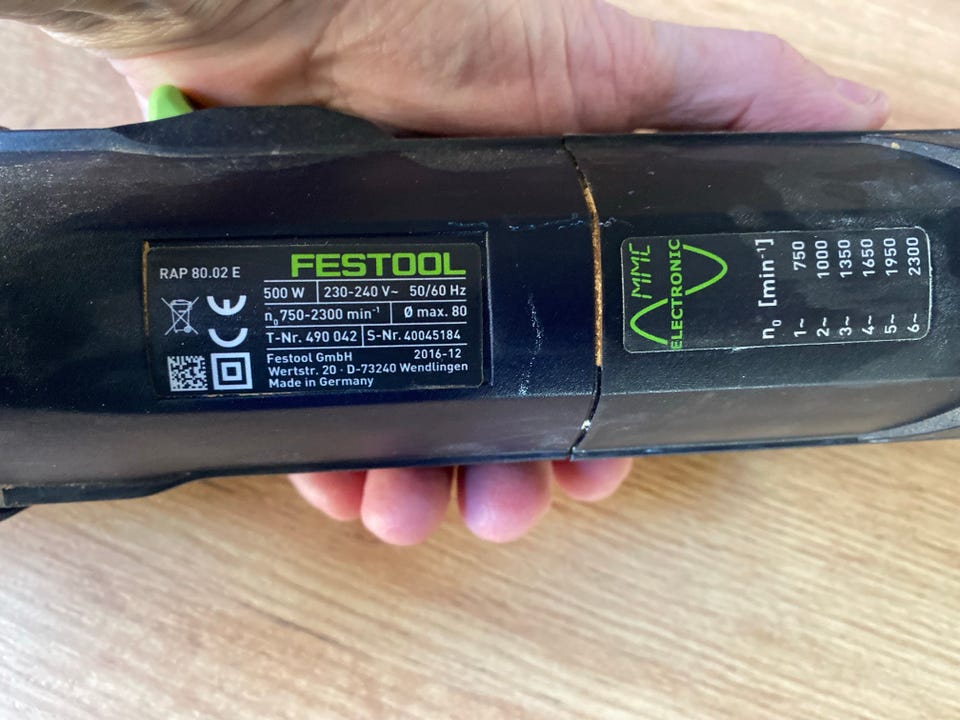 RAP 80.02 E
FESTOOL
500 W 230-240 V~ 50/60 Hz
n₀ 750-2300 min⁻¹ Ø max. 80
T-Nr. 490 042 S-Nr. 40045184
Festool GmbH 2016-12
Wertstr. 20 · D-73240 Wendlingen
Made in Germany
CE
MMC
ELECTRONIC
n₀ [min⁻¹]
1~ 750
2~ 1000
3~ 1350
4~ 1650
5~ 1950
6~ 2300